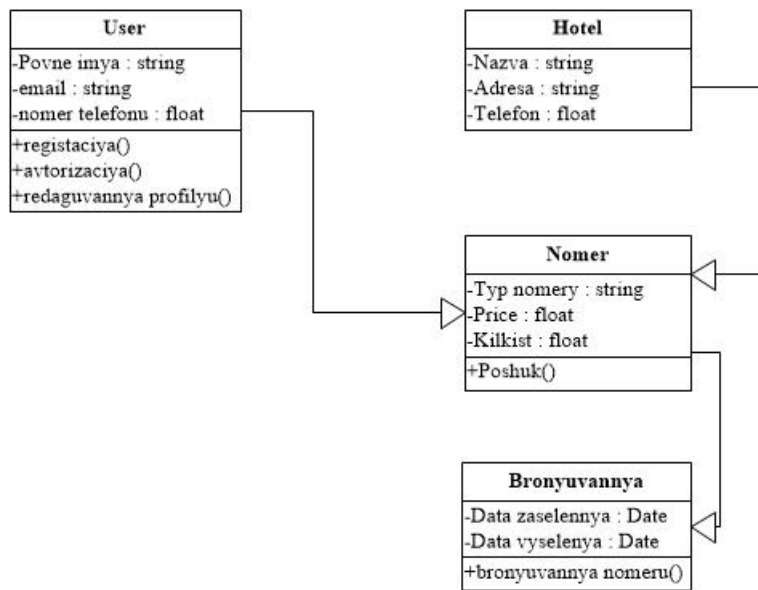 User
-Povne imya : string
-email : string
-nomer telefonu : float
+registaciya()
+avtorizaciya()
+redaguvannya profilyu()
Hotel
-Nazva : string
-Adresa : string
-Telefon : float
Nomer
-Typ nomery : string
-Price : float
-Kilkist : float
+Poshuk()
Bronyuvannya
-Data zaselennya : Date
-Data vyselenya : Date
+bronyuvannya nomeru()